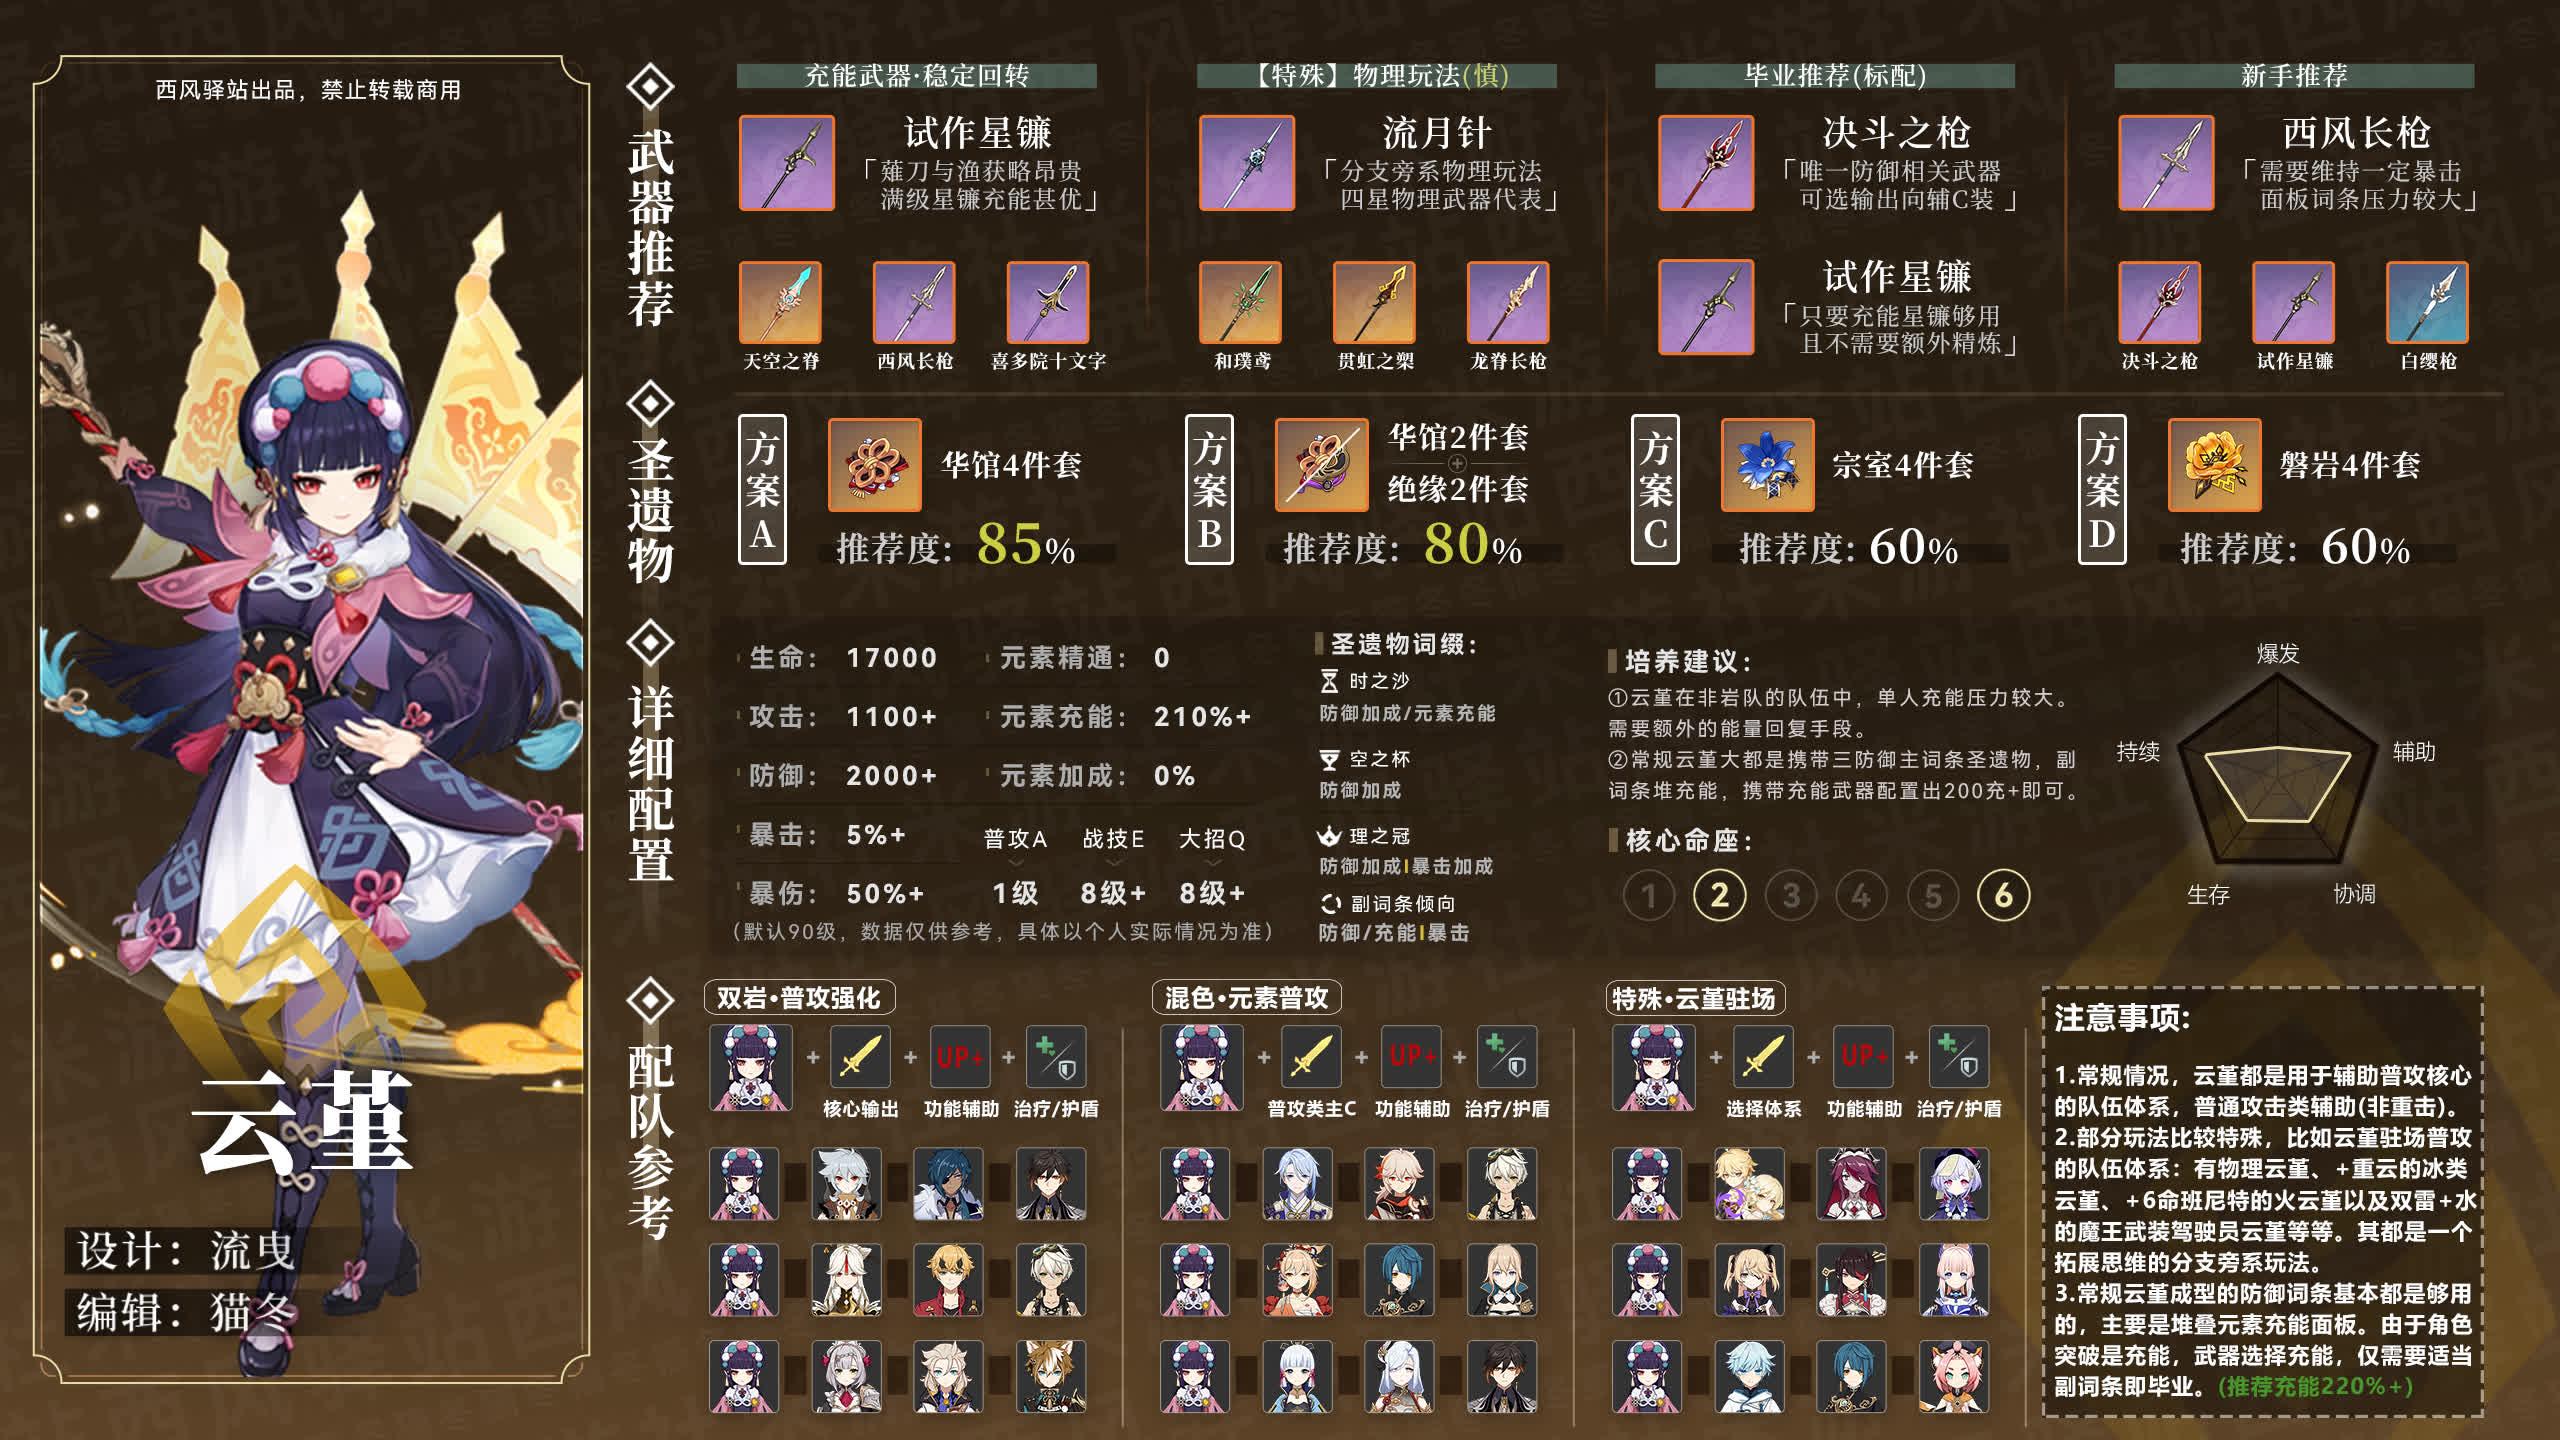 西风驿站出品，禁止转载商用
云堇
设计：流曳
编辑：猫冬
武器推荐
充能武器·稳定回转
试作星镰
「薙刀与渔获略昂贵
满级星镰充能甚优」
天空之脊
西风长枪
喜多院十文字
【特殊】物理玩法(慎)
流月针
「分支旁系物理玩法
四星物理武器代表」
和璞鸢
贯虹之槊
龙脊长枪
毕业推荐(标配)
决斗之枪
「唯一防御相关武器
可选输出向辅C装」
试作星镰
「只要充能星镰够用
且不需要额外精炼」
新手推荐
西风长枪
「需要维持一定暴击
面板词条压力较大」
决斗之枪
试作星镰
白缨枪
圣遗物
方案A
华馆4件套
推荐度：85%
方案B
华馆2件套
绝缘2件套
推荐度：80%
方案C
宗室4件套
推荐度：60%
方案D
磐岩4件套
推荐度：60%
详细配置
生命：17000
元素精通：0
攻击：1100+
元素充能：210%+
防御：2000+
元素加成：0%
暴击：5%+
普攻A 战技E 大招Q
暴伤：50%+
1级 8级+ 8级+
(默认90级，数据仅供参考，具体以个人实际情况为准)
圣遗物词缀：
时之沙
防御加成/元素充能
空之杯
防御加成
理之冠
防御加成|暴击加成
副词条倾向
防御/充能|暴击
培养建议：
①云堇在非岩队的队伍中，单人充能压力较大。
需要额外的能量回复手段。
②常规云堇大都是携带三防御主词条圣遗物，副
词条堆充能，携带充能武器配置出200充+即可。
核心命座：
1 2 3 4 5 6
爆发
持续
辅助
生存
协调
配队参考
双岩·普攻强化
+ + UP+ +
核心输出 功能辅助 治疗/护盾
混色·元素普攻
+ + UP+ +
普攻类主C 功能辅助 治疗/护盾
特殊·云堇驻场
+ + UP+ +
选择体系 功能辅助 治疗/护盾
注意事项：
1.常规情况，云堇都是用于辅助普攻核心
的队伍体系，普通攻击类辅助(非重击)。
2.部分玩法比较特殊，比如云堇驻场普攻
的队伍体系：有物理云堇、+重云的冰类
云堇、+6命班尼特的火云堇以及双雷+水
的魔王武装驾驶员云堇等等。其都是一个
拓展思维的分支旁系玩法。
3.常规云堇成型的防御词条基本都是够用
的，主要是堆叠元素充能面板。由于角色
突破是充能，武器选择充能，仅需要适当
副词条即毕业。(推荐充能220%+)